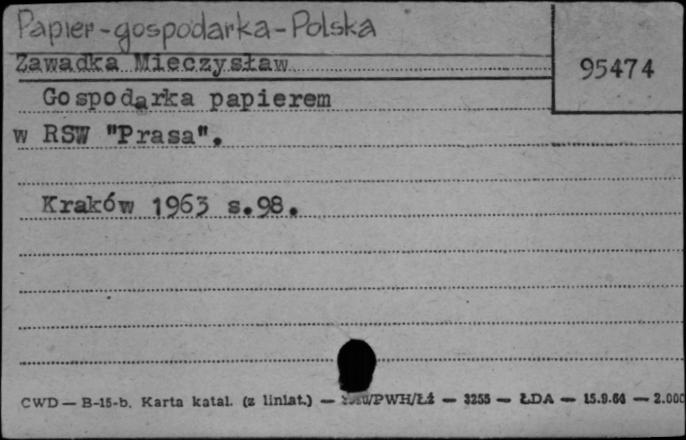 Papier-gospodarka-Polska
Zawadka Mieczysław
95474
Gospodarka papierem
w RSW "Prasa".
Kraków 1963 s.98.
CWD — B-15-b. Karta katal. (z liniat.) — /PWH/Łź — 3255 — ŁDA — 15.9.64 — 2.000